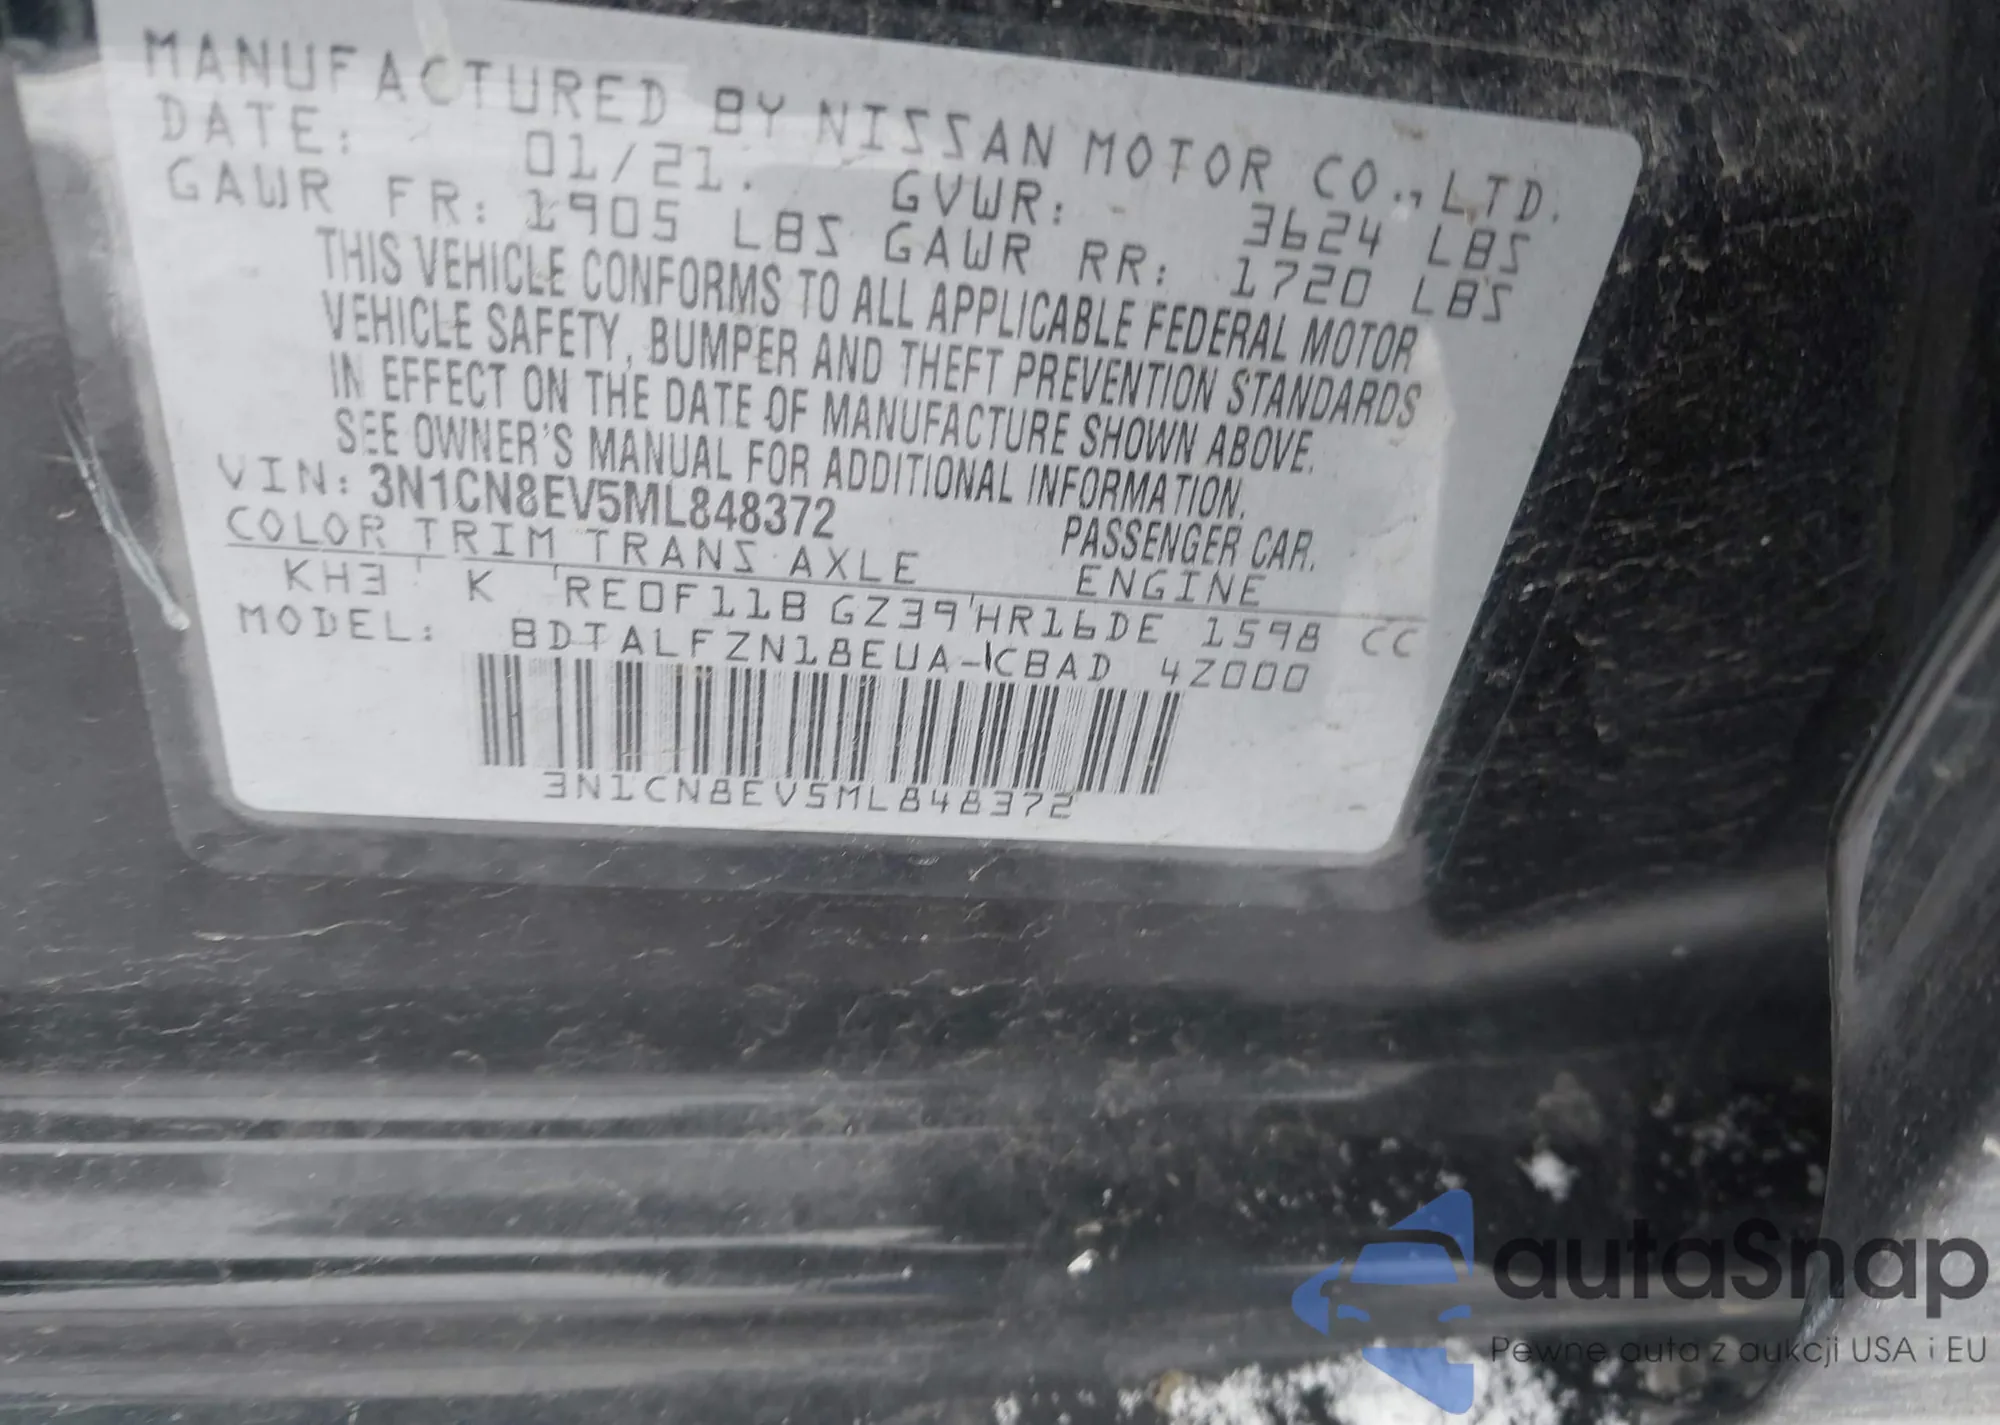 MANUFACTURED BY NISSAN MOTOR CO., LTD.
DATE: 01/21. GVWR: 3624 LBS
GAWR FR: 1905 LBS GAWR RR: 1720 LBS
THIS VEHICLE CONFORMS TO ALL APPLICABLE FEDERAL MOTOR
VEHICLE SAFETY, BUMPER AND THEFT PREVENTION STANDARDS
IN EFFECT ON THE DATE OF MANUFACTURE SHOWN ABOVE.
SEE OWNER'S MANUAL FOR ADDITIONAL INFORMATION.
VIN: 3N1CN8EV5ML848372 PASSENGER CAR.
COLOR TRIM TRANS AXLE ENGINE
KH3 K RE0F11B GZ39 HR16DE 1598 CC
MODEL: BDTALFZN18EUA-KCBAD 4Z000
3N1CN8EV5ML848372
autaSnap
Pewne auta z aukcji USA i EU